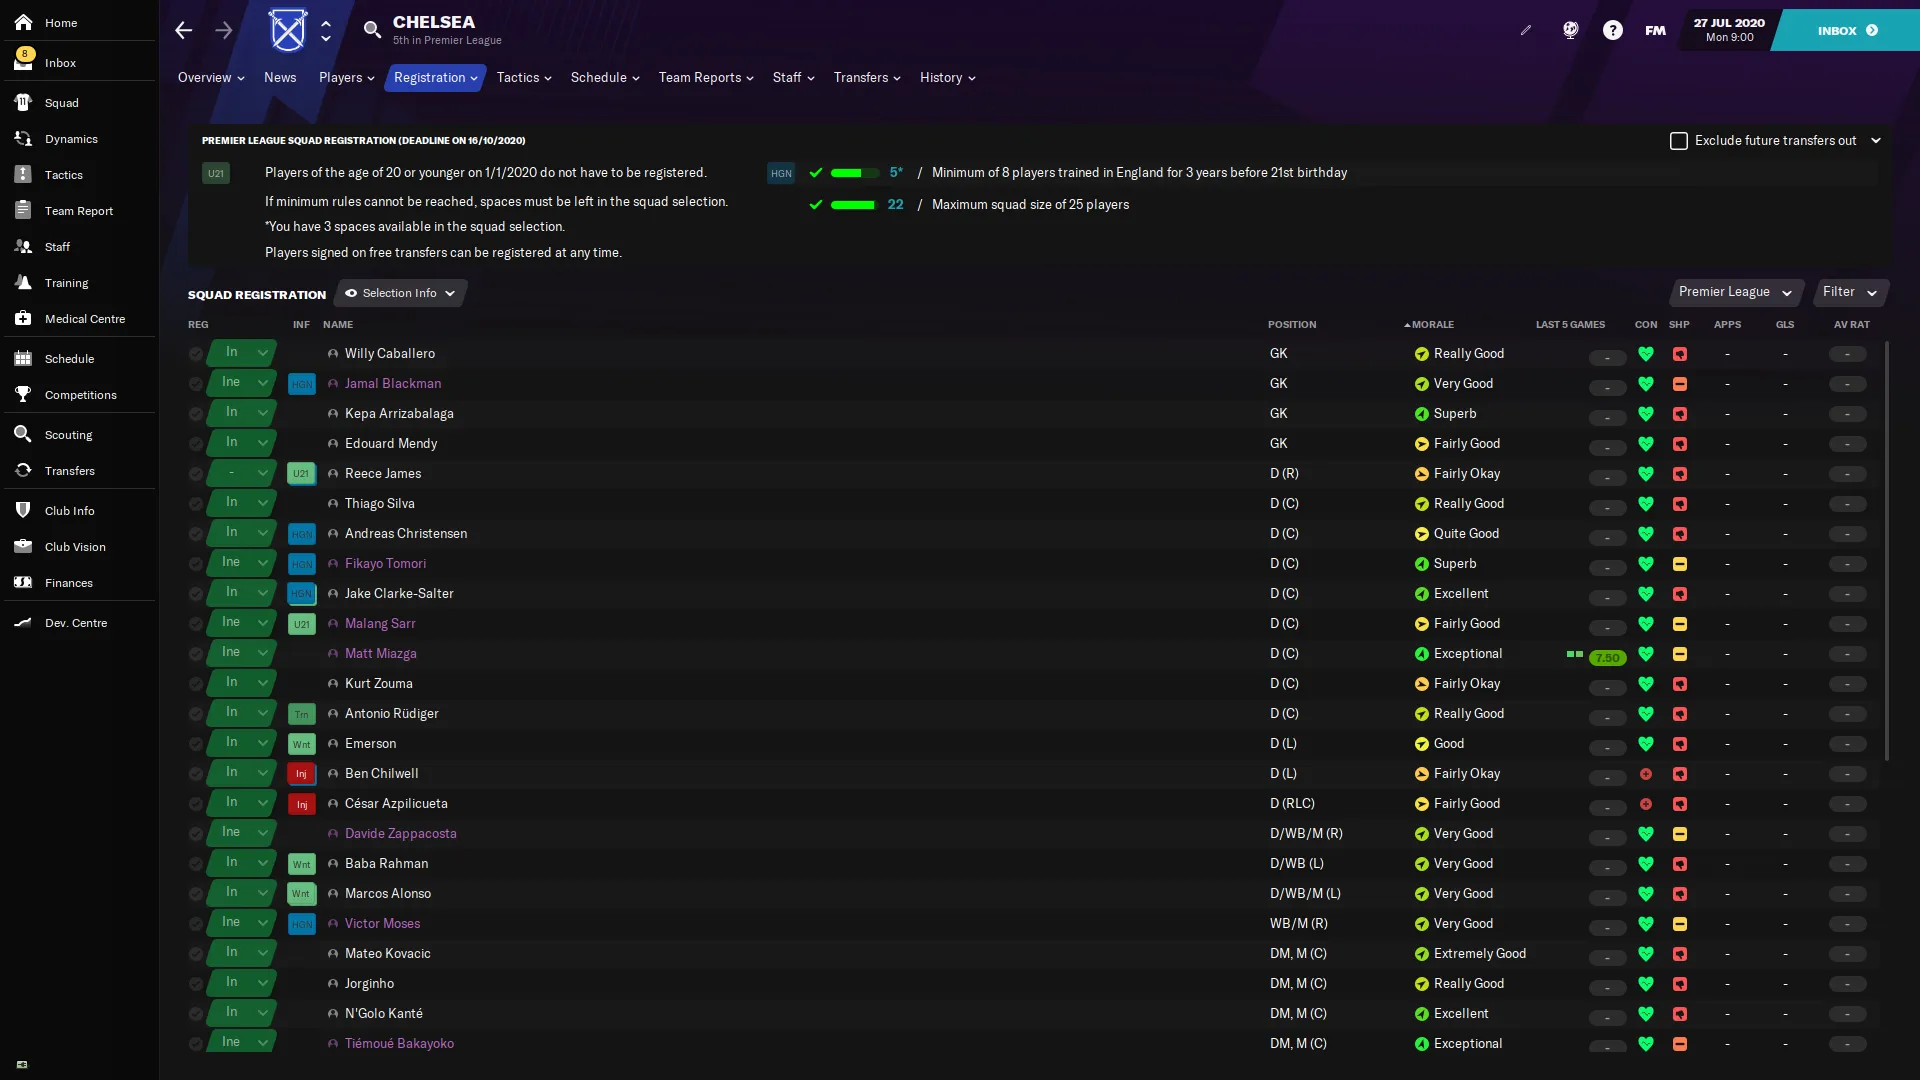 Home
8
Inbox
Squad
Dynamics
Tactics
Team Report
Staff
Training
Medical Centre
Schedule
Competitions
Scouting
Transfers
Club Info
Club Vision
Finances
Dev. Centre
CHELSEA
5th in Premier League
? FM 27 JUL 2020
Mon 9:00
INBOX
Overview News Players Registration Tactics Schedule Team Reports Staff Transfers History
PREMIER LEAGUE SQUAD REGISTRATION (DEADLINE ON 16/10/2020)
Exclude future transfers out
U21 Players of the age of 20 or younger on 1/1/2020 do not have to be registered.
If minimum rules cannot be reached, spaces must be left in the squad selection.
*You have 3 spaces available in the squad selection.
Players signed on free transfers can be registered at any time.
HGN 5* / Minimum of 8 players trained in England for 3 years before 21st birthday
22 / Maximum squad size of 25 players
SQUAD REGISTRATION Selection Info Premier League Filter
REG INF NAME POSITION MORALE LAST 5 GAMES CON SHP APPS GLS AV RAT
In Willy Caballero GK Really Good - - - -
Ine HGN Jamal Blackman GK Very Good - - - -
In Kepa Arrizabalaga GK Superb - - - -
In Edouard Mendy GK Fairly Good - - - -
- U21 Reece James D (R) Fairly Okay - - - -
In Thiago Silva D (C) Really Good - - - -
In HGN Andreas Christensen D (C) Quite Good - - - -
Ine HGN Fikayo Tomori D (C) Superb - - - -
In HGN Jake Clarke-Salter D (C) Excellent - - - -
Ine U21 Malang Sarr D (C) Fairly Good - - - -
Ine Matt Miazga D (C) Exceptional 7.50 - - -
In Kurt Zouma D (C) Fairly Okay - - - -
In Trn Antonio Rüdiger D (C) Really Good - - - -
In Wnt Emerson D (L) Good - - - -
In Inj Ben Chilwell D (L) Fairly Okay - - - -
In Inj César Azpilicueta D (RLC) Fairly Good - - - -
Ine Davide Zappacosta D/WB/M (R) Very Good - - - -
In Wnt Baba Rahman D/WB (L) Very Good - - - -
In Wnt Marcos Alonso D/WB/M (L) Very Good - - - -
Ine HGN Victor Moses WB/M (R) Very Good - - - -
In Mateo Kovacic DM, M (C) Extremely Good - - - -
In Jorginho DM, M (C) Really Good - - - -
In N'Golo Kanté DM, M (C) Excellent - - - -
Ine Tiémoué Bakayoko DM, M (C) Exceptional - - - -